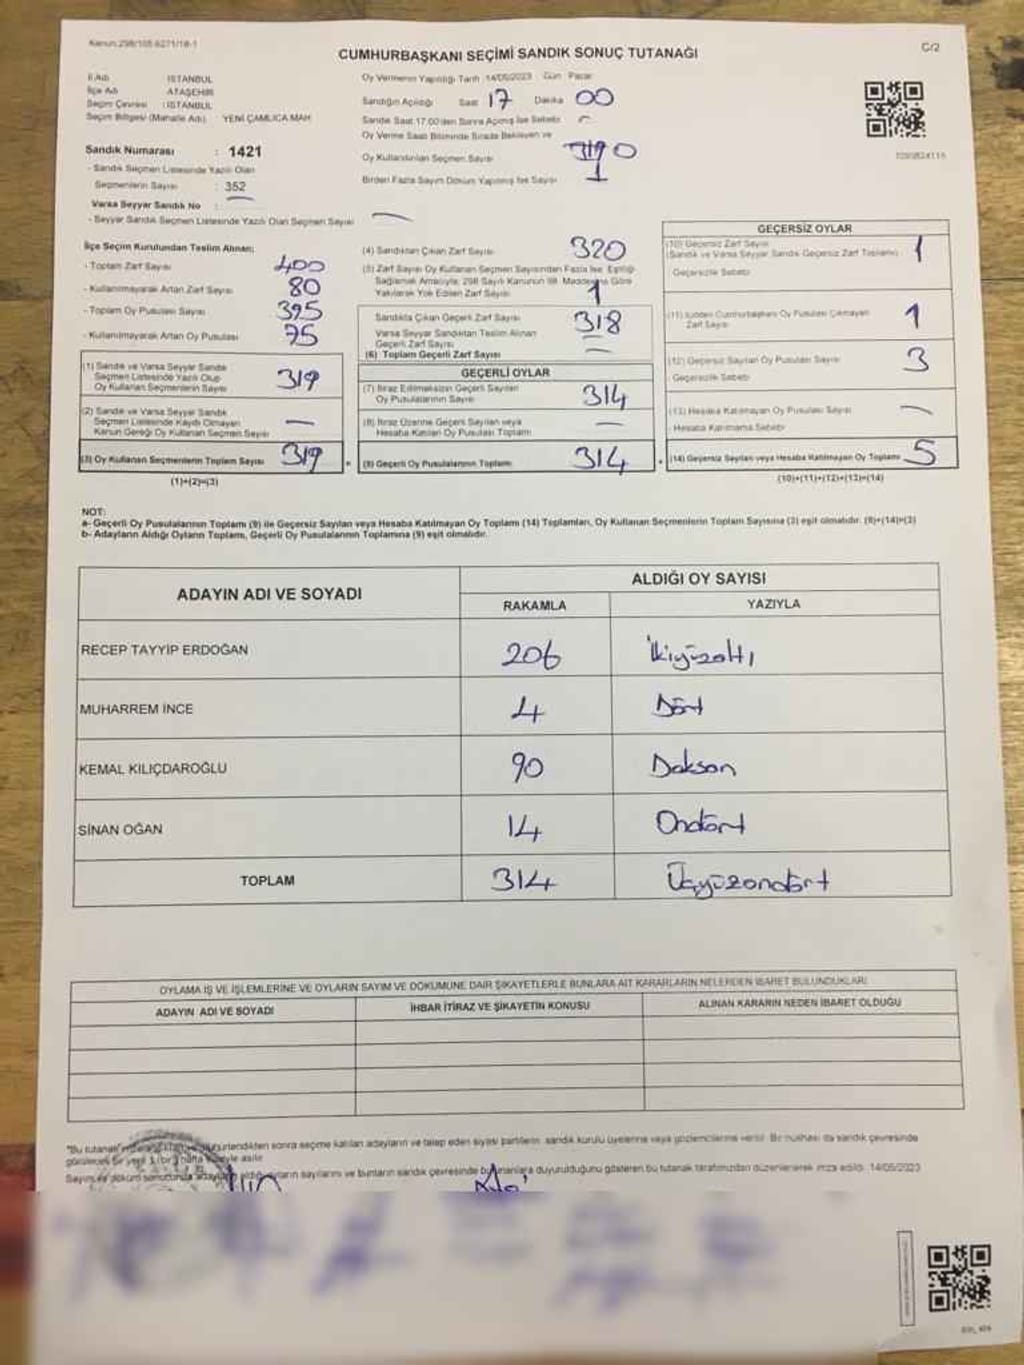 Kanun:298/105 6271/18-1
C/2
CUMHURBAŞKANI SEÇİMİ SANDIK SONUÇ TUTANAĞI
İl Adı : İSTANBUL
İlçe Adı : ATAŞEHİR
Seçim Çevresi : İSTANBUL
Seçim Bölgesi (Mahalle Adı) : YENİ ÇAMLICA MAH
Sandık Numarası : 1421
- Sandık Seçmen Listesinde Yazılı Olan
Seçmenlerin Sayısı : 352
Varsa Seyyar Sandık No : —
- Seyyar Sandık Seçmen Listesinde Yazılı Olan Seçmen Sayısı —
Oy Vermenin Yapıldığı Tarih :14/05/2023 Gün Pazar
Sandığın Açıldığı Saat 17 Dakika 00
Sandık Saat 17:00'den Sonra Açılmış İse Sebebi —
Oy Verme Saati Bitiminde Sırada Bekleyen ve
Oy Kullandırılan Seçmen Sayısı
Birden Fazla Sayım Döküm Yapılmış İse Sayısı 1
İlçe Seçim Kurulundan Teslim Alınan;
- Toplam Zarf Sayısı 400
- Kullanılmayarak Artan Zarf Sayısı 80
- Toplam Oy Pusulası Sayısı 395
- Kullanılmayarak Artan Oy Pusulası 75
(1) Sandık ve Varsa Seyyar Sandık
Seçmen Listesinde Yazılı Olup
Oy Kullanan Seçmenlerin Sayısı 319
(2) Sandık ve Varsa Seyyar Sandık
Seçmen Listesinde Kaydı Olmayan
Kanun Gereği Oy Kullanan Seçmen Sayısı —
(3) Oy Kullanan Seçmenlerin Toplam Sayısı 319
(1)+(2)=(3)
(4) Sandıktan Çıkan Zarf Sayısı 320
(5) Zarf Sayısı Oy Kullanan Seçmen Sayısından Fazla İse, Eşitliği
Sağlamak Amacıyla; 298 Sayılı Kanunun 98. Maddesine Göre
Yakılarak Yok Edilen Zarf Sayısı 1
Sandıkta Çıkan Geçerli Zarf Sayısı 318
Varsa Seyyar Sandıktan Teslim Alınan
Geçerli Zarf Sayısı —
(6) Toplam Geçerli Zarf Sayısı
GEÇERLİ OYLAR
(7) İtiraz Edilmeksizin Geçerli Sayılan
Oy Pusulalarının Sayısı 314
(8) İtiraz Üzerine Geçerli Sayılan veya
Hesaba Katılan Oy Pusulası Toplamı —
(9) Geçerli Oy Pusulalarının Toplamı 314
GEÇERSİZ OYLAR
(10) Geçersiz Zarf Sayısı 1
(Sandık ve Varsa Seyyar Sandık Geçersiz Zarf Toplamı)
Geçersizlik Sebebi
(11) İçinden Cumhurbaşkanı Oy Pusulası Çıkmayan
Zarf Sayısı 1
(12) Geçersiz Sayılan Oy Pusulası Sayısı 3
- Geçersizlik Sebebi
(13) Hesaba Katılmayan Oy Pusulası Sayısı —
- Hesaba Katılmama Sebebi
(14) Geçersiz Sayılan veya Hesaba Katılmayan Oy Toplamı 5
(10)+(11)+(12)+(13)=(14)
NOT:
a- Geçerli Oy Pusulalarının Toplamı (9) ile Geçersiz Sayılan veya Hesaba Katılmayan Oy Toplamı (14) Toplamları, Oy Kullanan Seçmenlerin Toplam Sayısına (3) eşit olmalıdır. (9)+(14)=(3)
b- Adayların Aldığı Oyların Toplamı, Geçerli Oy Pusulalarının Toplamına (9) eşit olmalıdır.
ADAYIN ADI VE SOYADI
ALDIĞI OY SAYISI
RAKAMLA YAZIYLA
RECEP TAYYİP ERDOĞAN 206 İkiyüzaltı
MUHARREM İNCE 4 Dört
KEMAL KILIÇDAROĞLU 90 Doksan
SİNAN OĞAN 14 Ondört
TOPLAM 314 Üçyüzondört
OYLAMA İŞ VE İŞLEMLERİNE VE OYLARIN SAYIM VE DÖKÜMÜNE DAİR ŞİKAYETLERLE BUNLARA AİT KARARLARIN NELERDEN İBARET BULUNDUKLARI
ADAYIN ADI VE SOYADI İHBAR İTİRAZ VE ŞİKAYETİN KONUSU ALINAN KARARIN NEDEN İBARET OLDUĞU
"Bu tutanak sonra seçime katılan adayların ve talep eden siyasi partilerin sandık kurulu üyelerine veya gözlemcilerine verilir. Bir nüshası da sandık çevresinde
görülecek bir yere 1 (bir) hafta asılır.
Sayım ve döküm sonucunda oyların sayılarını ve bunların sandık çevresinde duyurulduğunu gösteren bu tutanak tarafımızdan düzenlenerek imza edildi. 14/05/2023